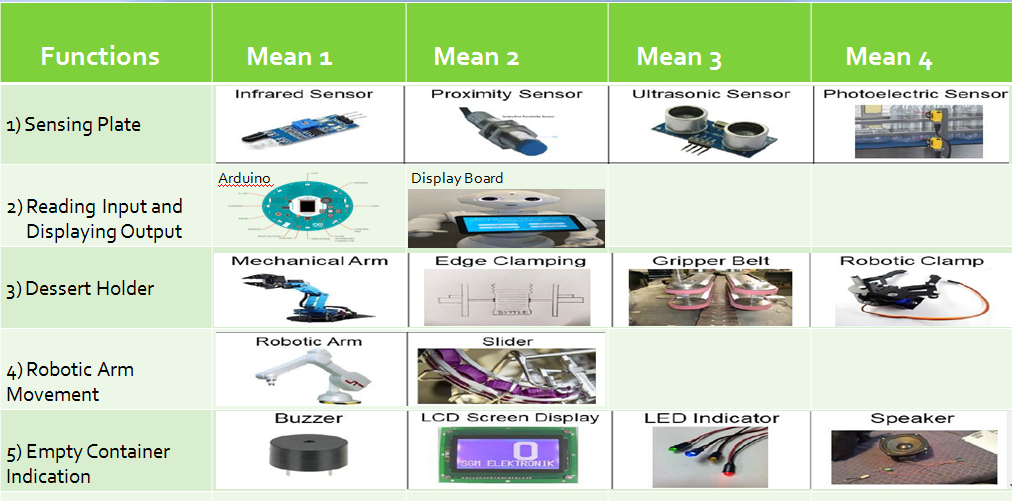 Functions
Mean 1
Mean 2
Mean 3
Mean 4
1) Sensing Plate
Infrared Sensor
Proximity Sensor
Ultrasonic Sensor
Photoelectric Sensor
2) Reading Input and
Displaying Output
Arduino
Display Board
3) Dessert Holder
Mechanical Arm
Edge Clamping
BOTTLE
Gripper Belt
Robotic Clamp
4) Robotic Arm
Movement
Robotic Arm
Slider
5) Empty Container
Indication
Buzzer
LCD Screen Display
0
SGM ELEKTRONIK
LED Indicator
Speaker